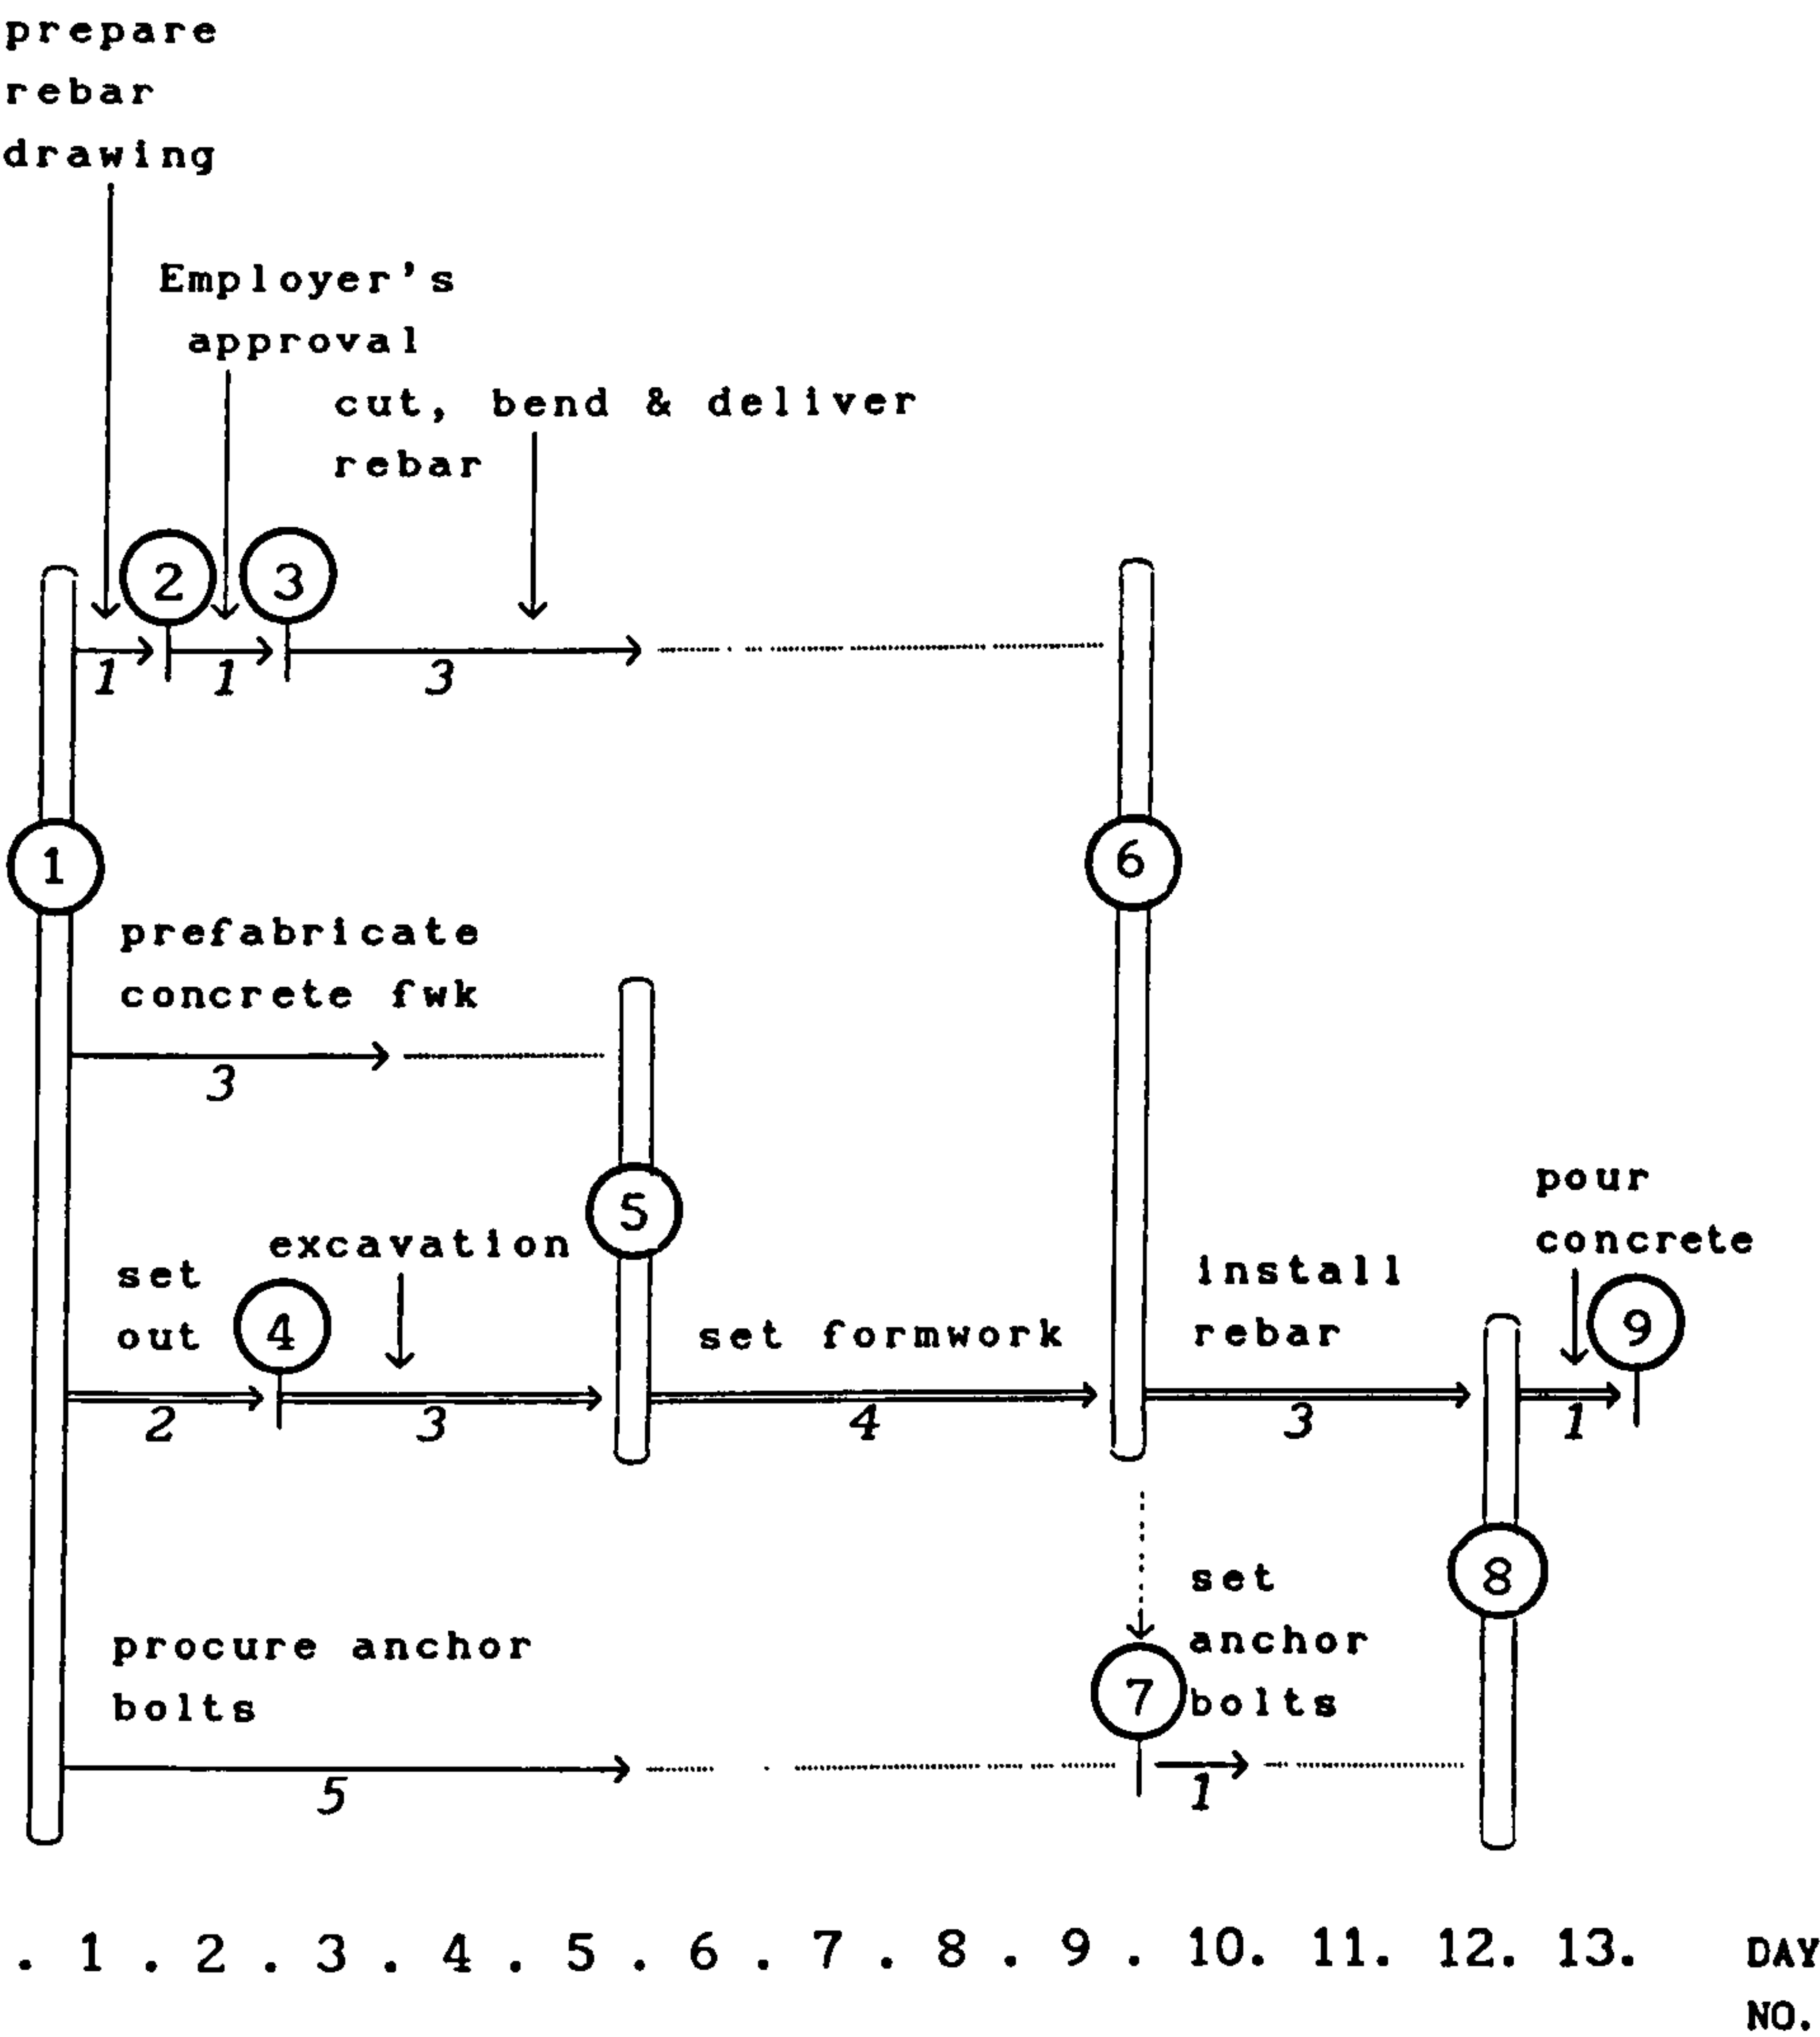 prepare
rebar
drawing
Employer's
approval
cut, bend & deliver
rebar
2
3
1
1
3
1
6
prefabricate
concrete fwk
3
5
pour
concrete
excavation
set
out
4
set formwork
install
rebar
9
2
3
4
3
1
8
set
anchor
bolts
7
procure anchor
bolts
5
1
. 1 . 2 . 3 . 4 . 5 . 6 . 7 . 8 . 9 . 10. 11. 12. 13. DAY
NO.